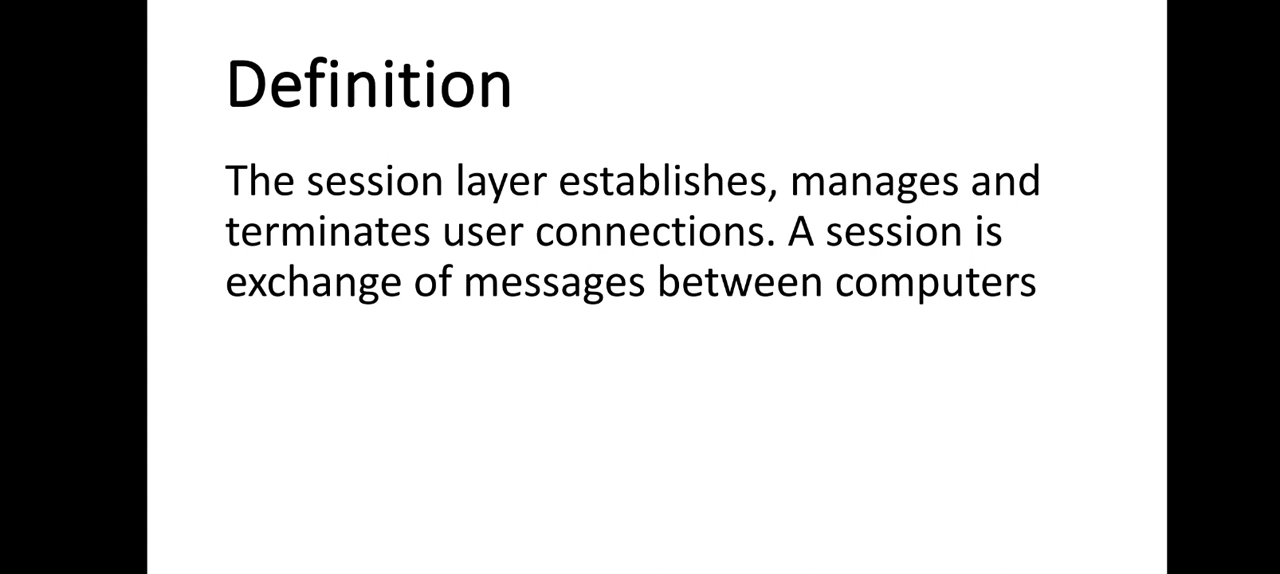 Definition
The session layer establishes, manages and
terminates user connections. A session is
exchange of messages between computers